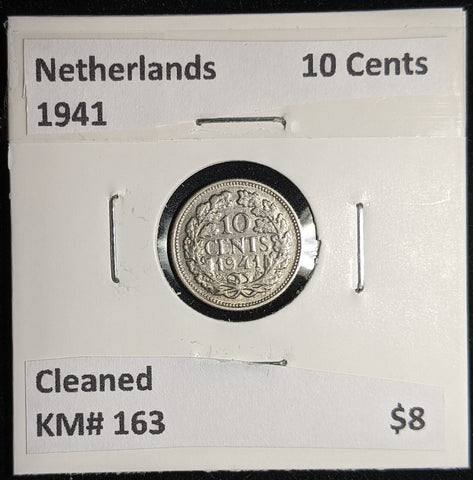 Netherlands 10 Cents
1941
10
CENTS
1941
Cleaned
KM# 163 $8